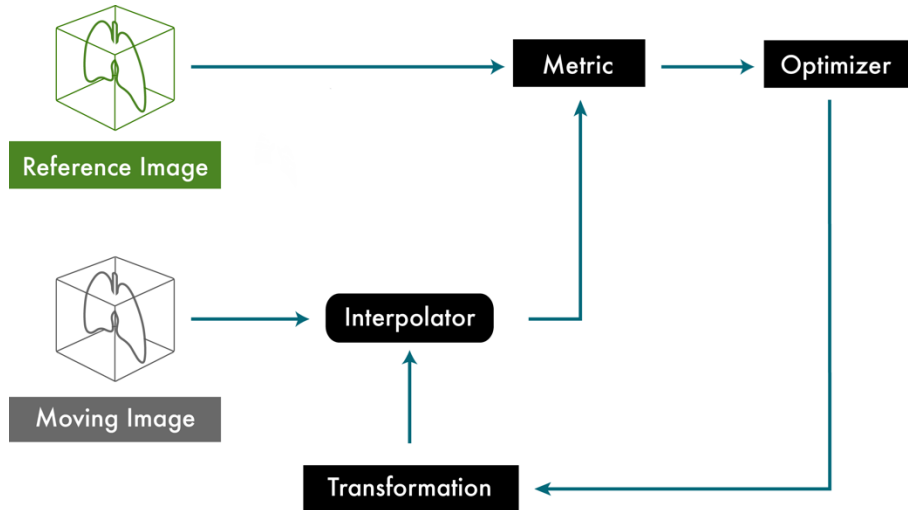 Metric
Optimizer
Reference Image
Interpolator
Moving Image
Transformation